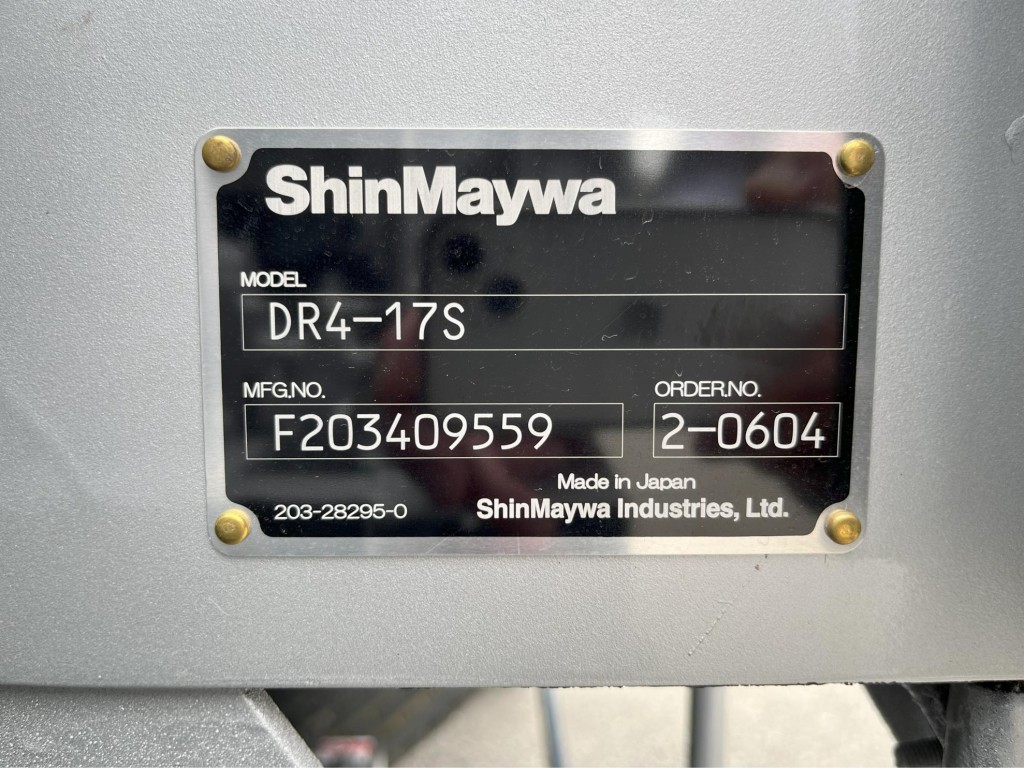 ShinMaywa
MODEL
DR4-17S
MFG.NO. ORDER.NO.
F203409559 2-0604
Made in Japan
203-28295-0 ShinMaywa Industries, Ltd.